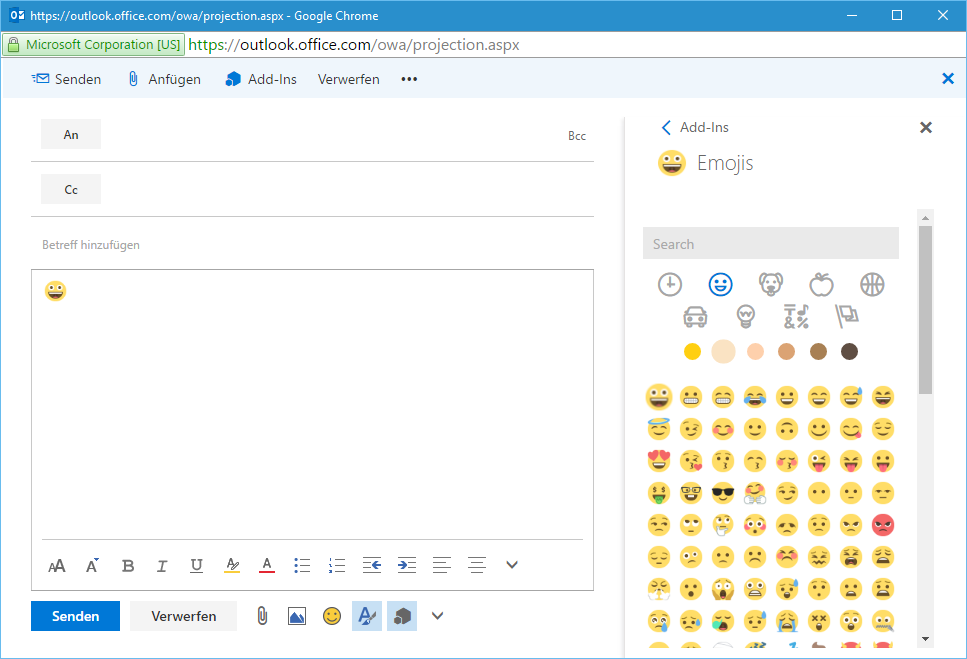 https://outlook.office.com/owa/projection.aspx - Google Chrome
Microsoft Corporation [US] https://outlook.office.com/owa/projection.aspx
Senden Anfügen Add-Ins Verwerfen
An Bcc
Cc
Betreff hinzufügen
Senden Verwerfen
Add-Ins
Emojis
Search